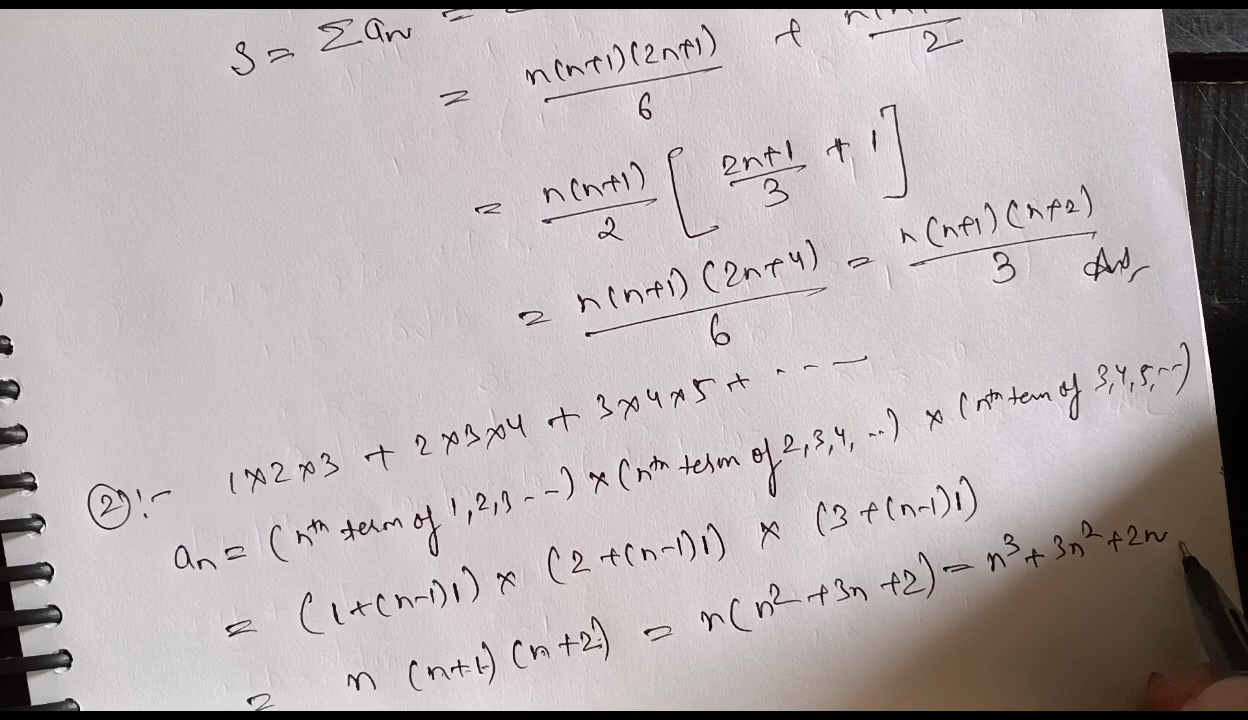 S = Σan =
= n(n+1)(2n+1)/6 + n(n/2
= n(n+1)/2 [ 2n+1/3 + 1 ]
= n(n+1)(2n+4)/6 = n(n+1)(n+2)/3 Ans
(2):- 1×2×3 + 2×3×4 + 3×4×5 + ---
an = (nth term of 1,2,3 ---) × (nth term of 2,3,4, ...) × (nth term of 3,4,5,---)
= (1+(n-1)1) × (2+(n-1)1) × (3+(n-1)1)
= n (n+1) (n+2) = n(n²+3n+2) = n³+3n²+2n